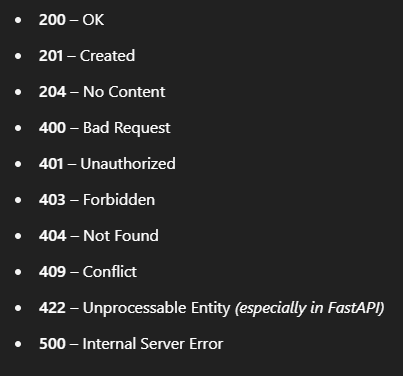 • 200 – OK
• 201 – Created
• 204 – No Content
• 400 – Bad Request
• 401 – Unauthorized
• 403 – Forbidden
• 404 – Not Found
• 409 – Conflict
• 422 – Unprocessable Entity (especially in FastAPI)
• 500 – Internal Server Error